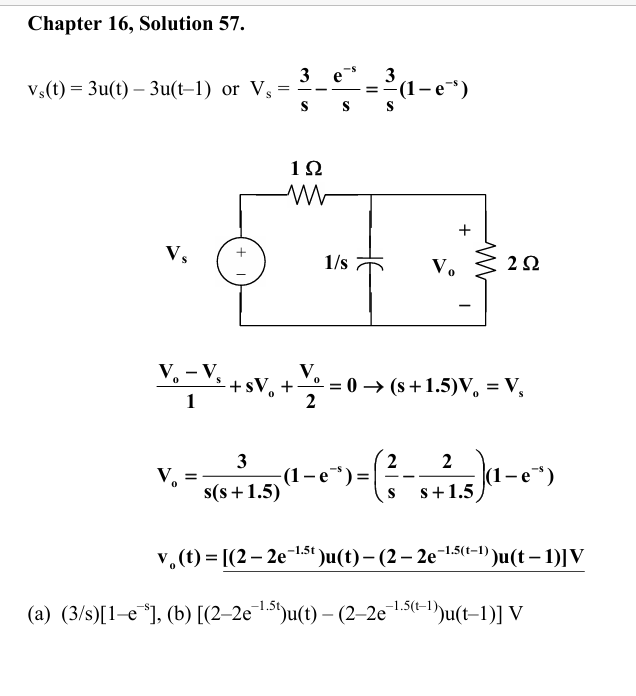 Chapter 16, Solution 57.
vₛ(t) = 3u(t) – 3u(t–1) or Vₛ = 3/s − e⁻ˢ/s = 3/s (1 − e⁻ˢ)
1 Ω
+
Vₛ + 1/s Vₒ 2 Ω
−
−
(Vₒ − Vₛ)/1 + sVₒ + Vₒ/2 = 0 → (s + 1.5)Vₒ = Vₛ
Vₒ = 3/(s(s + 1.5)) (1 − e⁻ˢ) = (2/s − 2/(s + 1.5))(1 − e⁻ˢ)
vₒ(t) = [(2 – 2e^(−1.5t))u(t) – (2 – 2e^(−1.5(t−1)))u(t – 1)] V
(a) (3/s)[1–e⁻ˢ], (b) [(2–2e^(−1.5t))u(t) – (2–2e^(−1.5(t–1)))u(t–1)] V